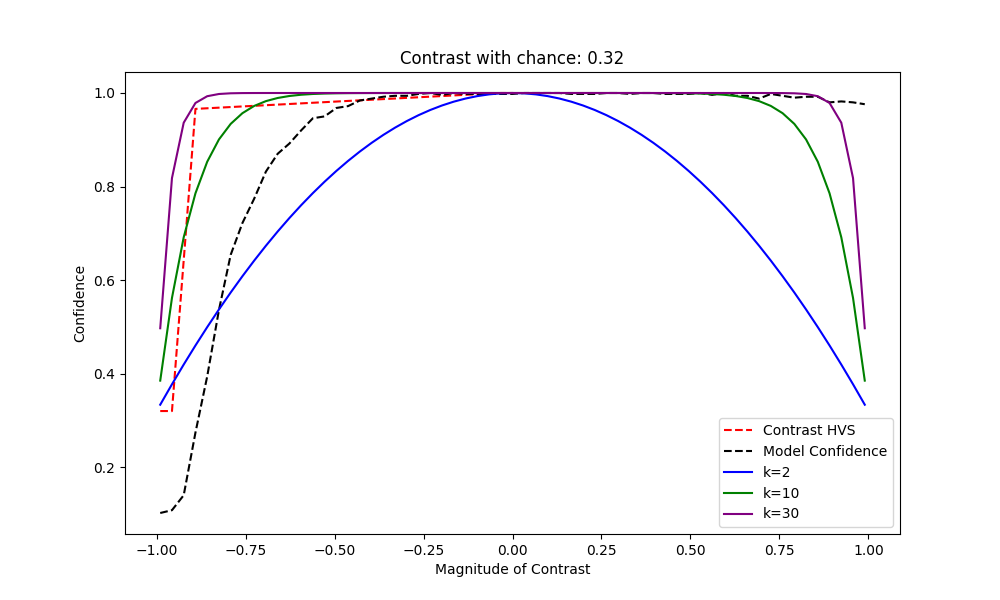 Contrast with chance: 0.32
1.0
0.8
0.6
0.4
0.2
Confidence
−1.00 −0.75 −0.50 −0.25 0.00 0.25 0.50 0.75 1.00
Magnitude of Contrast
Contrast HVS
Model Confidence
k=2
k=10
k=30